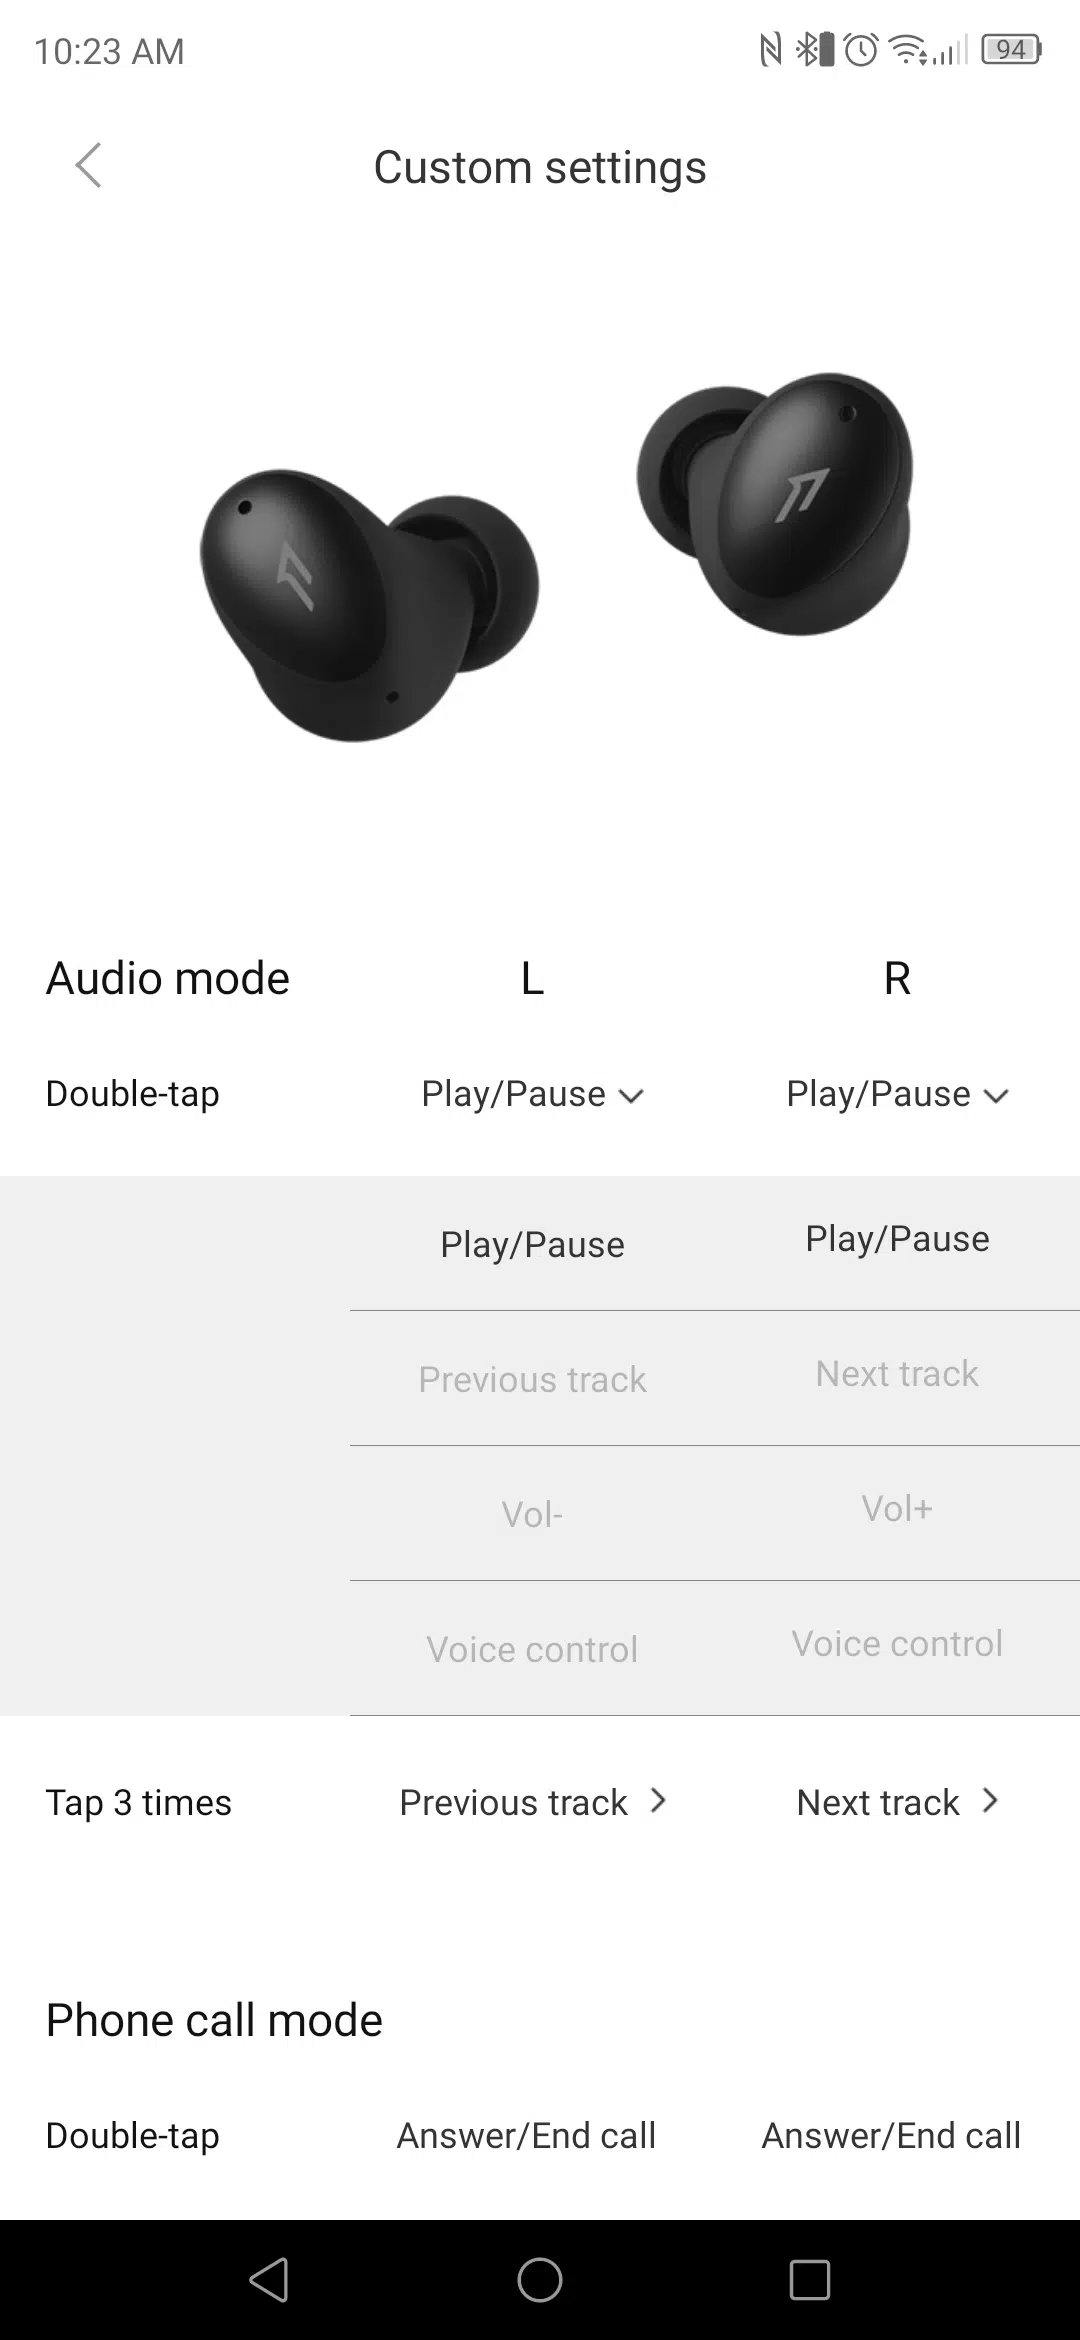 10:23 AM 94
Custom settings
Audio mode L R
Double-tap Play/Pause Play/Pause
Play/Pause Play/Pause
Previous track Next track
Vol- Vol+
Voice control Voice control
Tap 3 times Previous track Next track
Phone call mode
Double-tap Answer/End call Answer/End call